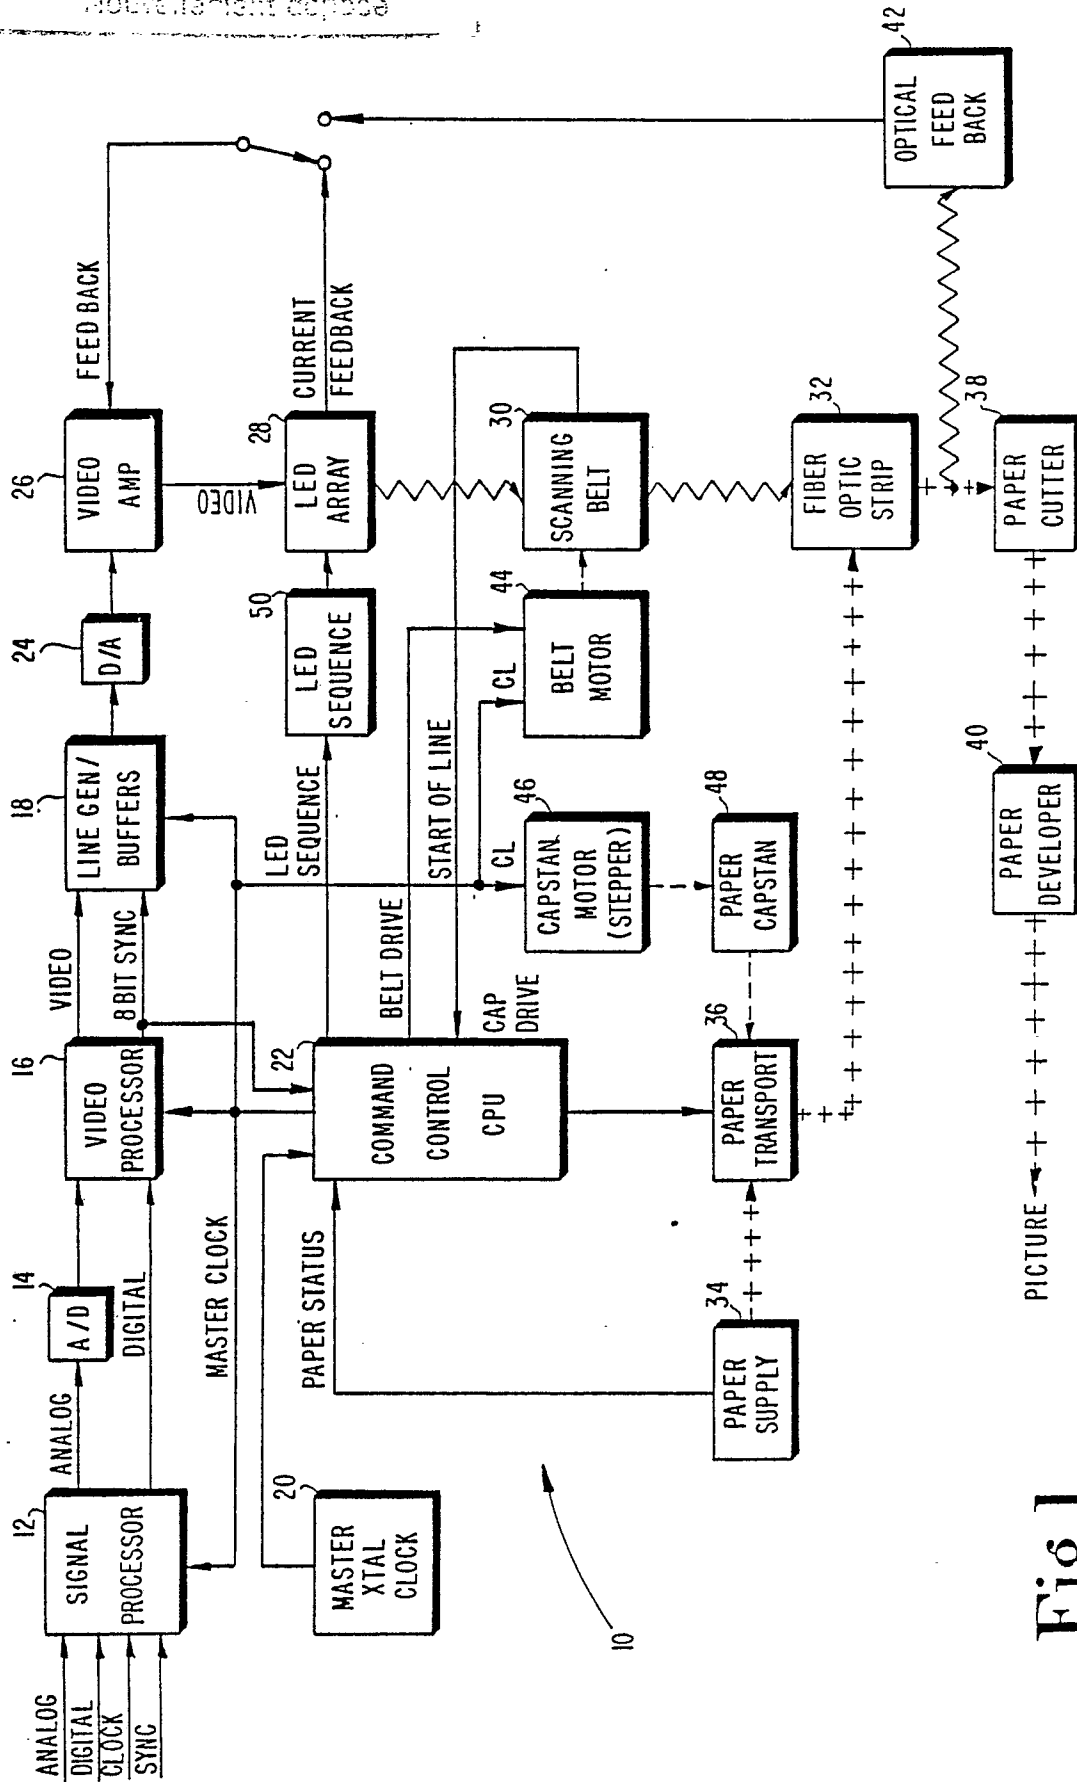 ANALOG
DIGITAL
CLOCK
SYNC
12
SIGNAL
PROCESSOR
ANALOG
14
A/D
DIGITAL
16
VIDEO
PROCESSOR
VIDEO
8 BIT SYNC
18
LINE GEN/
BUFFERS
24
D/A
26
VIDEO
AMP
FEED BACK
MASTER CLOCK
VIDEO
20
MASTER
XTAL
CLOCK
PAPER STATUS
22
COMMAND
CONTROL
CPU
LED
SEQUENCE
50
LED
SEQUENCE
28
LED
ARRAY
CURRENT
FEEDBACK
BELT DRIVE
START OF LINE
CAP
DRIVE
CL
46
CAPSTAN
MOTOR
(STEPPER)
CL
44
BELT
MOTOR
30
SCANNING
BELT
34
PAPER
SUPPLY
36
PAPER
TRANSPORT
48
PAPER
CAPSTAN
32
FIBER
OPTIC
STRIP
42
OPTICAL
FEED
BACK
10
PICTURE
40
PAPER
DEVELOPER
38
PAPER
CUTTER
Fig 1